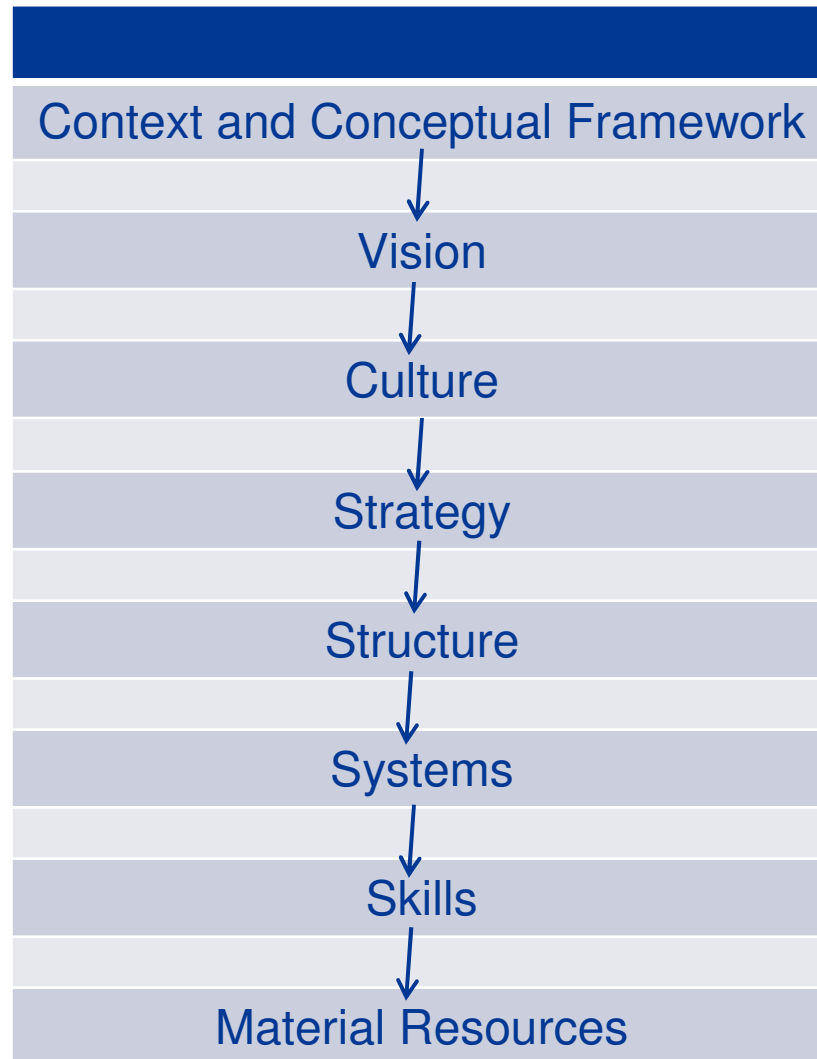 Context and Conceptual Framework
Vision
Culture
Strategy
Structure
Systems
Skills
Material Resources